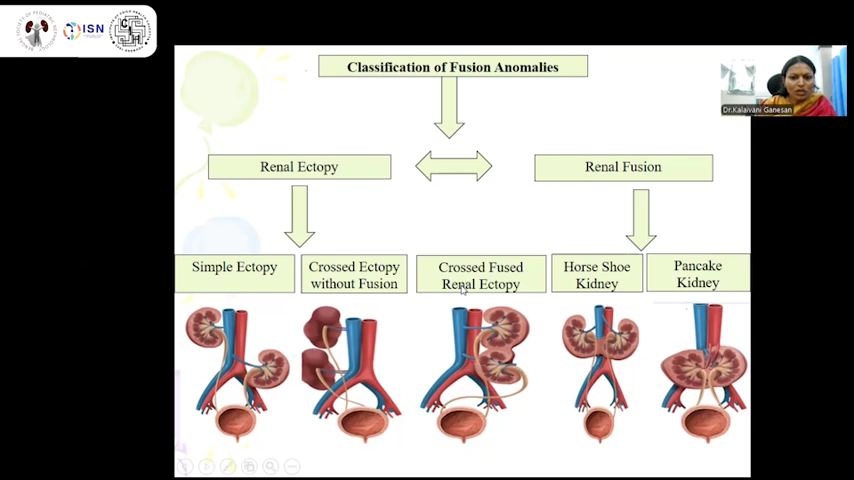 ISN
Classification of Fusion Anomalies
Dr.Kalaivani Ganesan
Renal Ectopy
Renal Fusion
Simple Ectopy
Crossed Ectopy
without Fusion
Crossed Fused
Renal Ectopy
Horse Shoe
Kidney
Pancake
Kidney